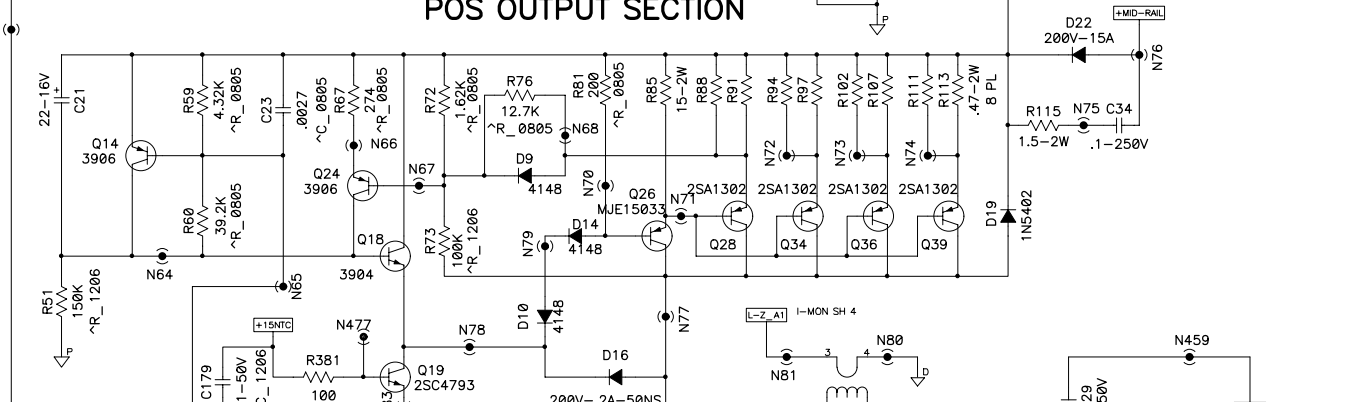 POS OUTPUT SECTION
P
+MID-RAIL
D22
200V-15A
N76
22-16V
C21
R59
4.32K
^R_0805
C23
.0027
^C_0805
R67
274
^R_0805
R72
1.62K
^R_0805
R76
12.7K
^R_0805
R81
200
^R_0805
R85
15-2W
R88
R91
R94
R97
R102
R107
R111
R113
.47-2W
8 PL
R115
1.5-2W
N75
C34
.1-250V
Q14
3906
N66
N68
Q24
3906
N67
D9
4148
N72
N73
N74
R60
39.2K
^R_0805
N70
Q26
MJE15033
N71
2SA1302
2SA1302
2SA1302
2SA1302
Q28
Q34
Q36
Q39
D19
1N5402
Q18
3904
R73
100K
^R_1206
N79
D14
4148
N64
N65
R51
150K
^R_1206
P
D10
4148
N77
L-Z_A1
I-MON SH 4
+15NTC
N477
N78
R381
100
Q19
2SC4793
D16
200V-.2A-50NS
C179
1-50V
C_1206
N81
3
4
N80
D
N459
29
50V